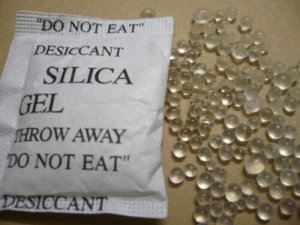 "DO NOT EAT"
DESICCANT
SILICA
GEL
THROW AWAY
"DO NOT EAT"
DESICCANT